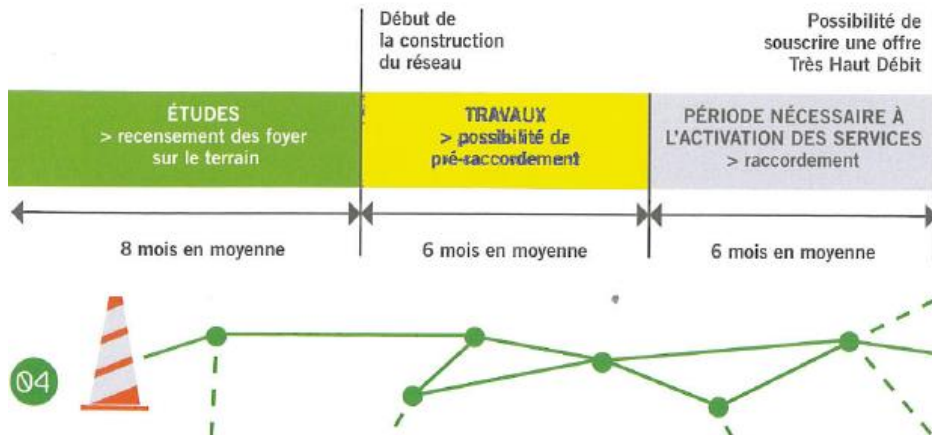 Début de
la construction
du réseau
Possibilité de
souscrire une offre
Très Haut Débit
ÉTUDES
> recensement des foyer
sur le terrain
TRAVAUX
> possibilité de
pré-raccordement
PÉRIODE NÉCESSAIRE À
L'ACTIVATION DES SERVICES
> raccordement
8 mois en moyenne
6 mois en moyenne
6 mois en moyenne
04